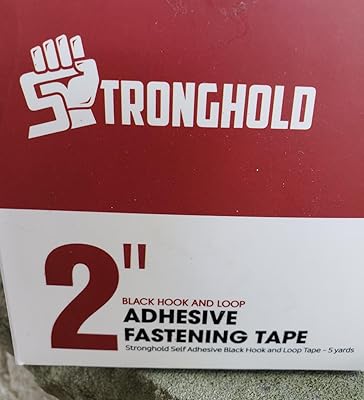 STRONGHOLD
2"
BLACK HOOK AND LOOP
ADHESIVE
FASTENING TAPE
Stronghold Self Adhesive Black Hook and Loop Tape - 5 yards